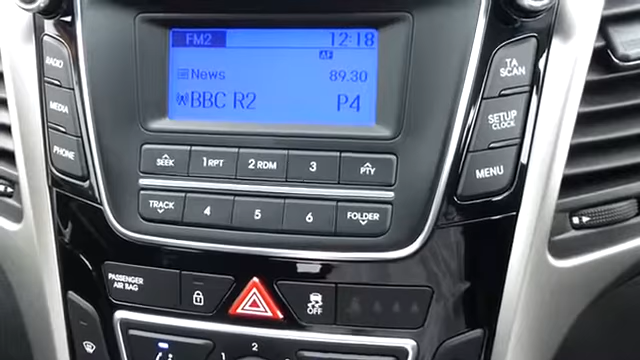 FM2 12:18
AF
News 89.30
BBC R2 P4
RADIO
MEDIA
PHONE
TA
SCAN
SETUP
CLOCK
MENU
SEEK 1 RPT 2 RDM 3 PTY
TRACK 4 5 6 FOLDER
PASSENGER
AIR BAG
OFF
2